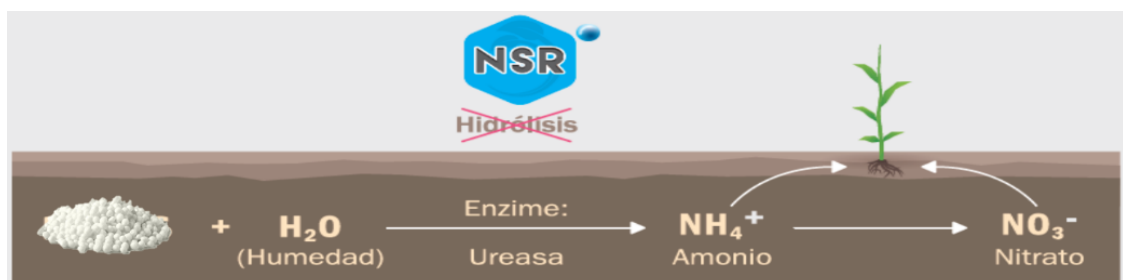 NSR
Hidrólisis
+ H₂O
(Humedad)
Enzime:
Ureasa
NH₄⁺
Amonio
NO₃⁻
Nitrato